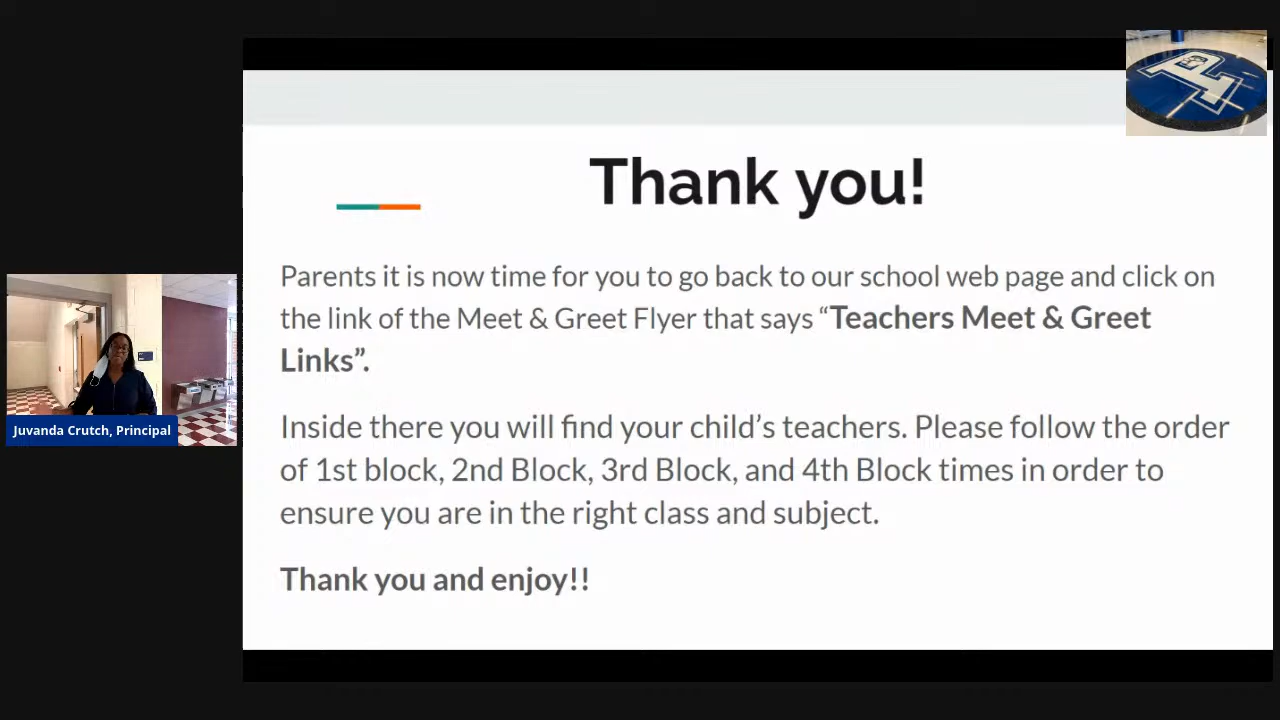 Thank you!
Parents it is now time for you to go back to our school web page and click on
the link of the Meet & Greet Flyer that says “Teachers Meet & Greet
Links”.
Inside there you will find your child’s teachers. Please follow the order
of 1st block, 2nd Block, 3rd Block, and 4th Block times in order to
ensure you are in the right class and subject.
Thank you and enjoy!!
Juvanda Crutch, Principal